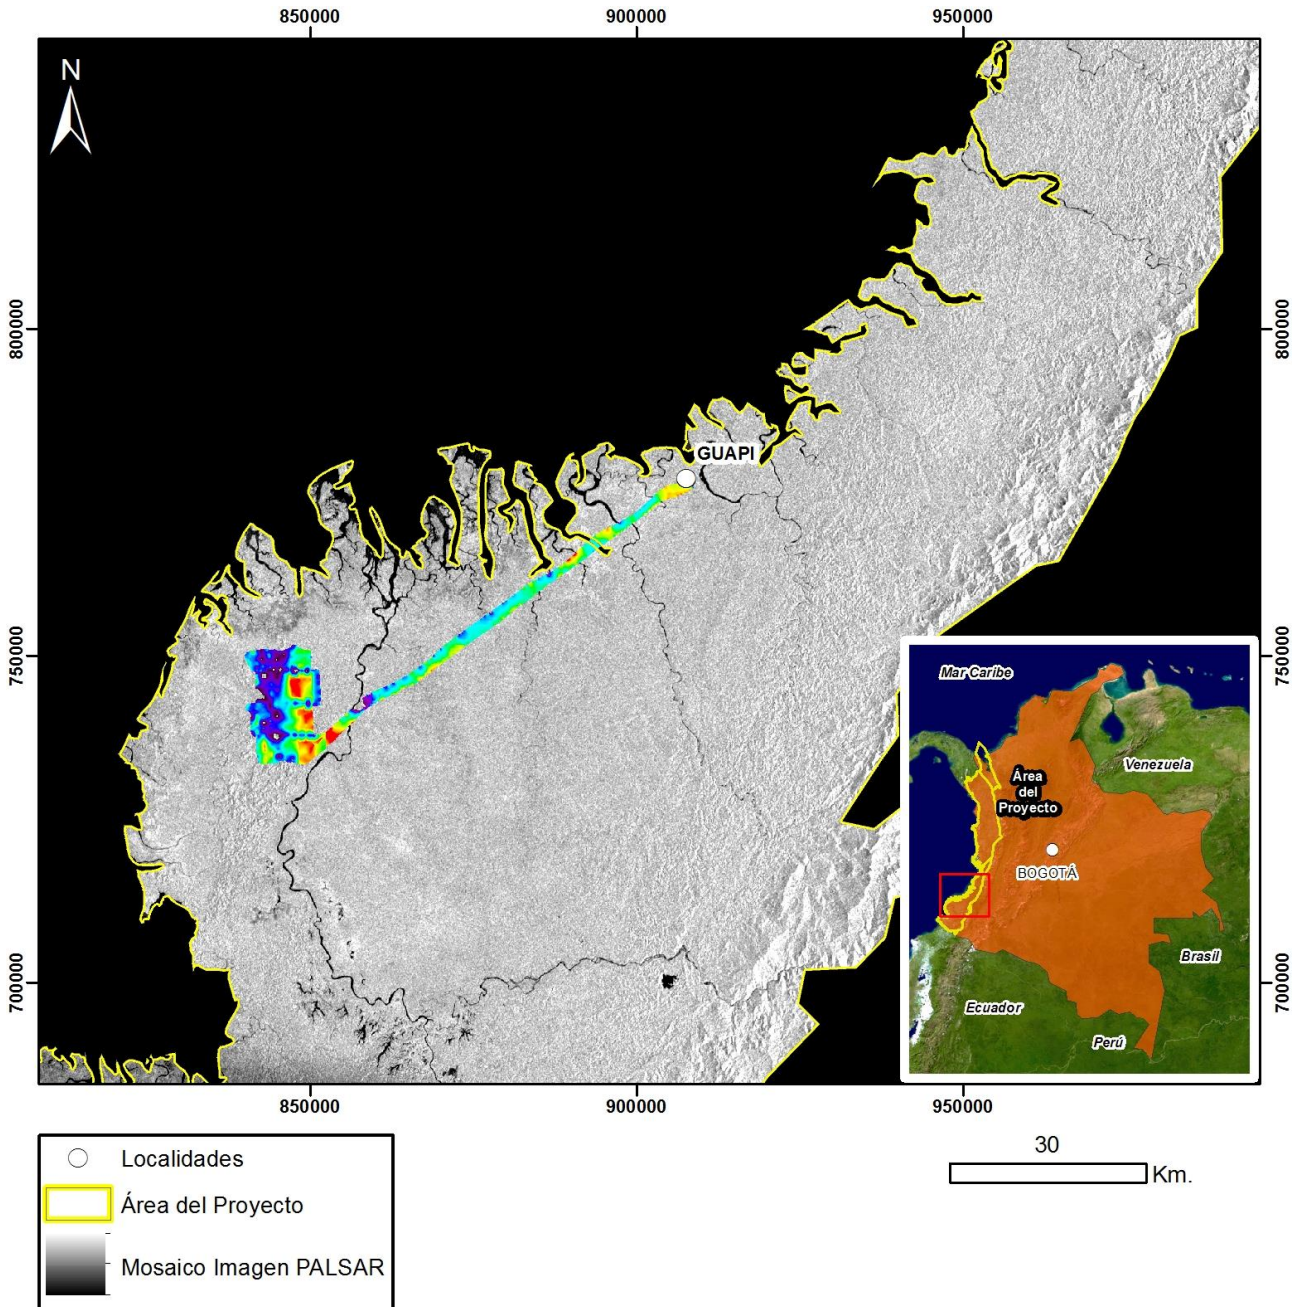 850000
900000
950000
N
800000
800000
GUAPI
750000
750000
Mar Caribe
Venezuela
Área
del
Proyecto
BOGOTÁ
Brasil
Ecuador
Perú
700000
700000
850000
900000
950000
30
Km.
Localidades
Área del Proyecto
Mosaico Imagen PALSAR